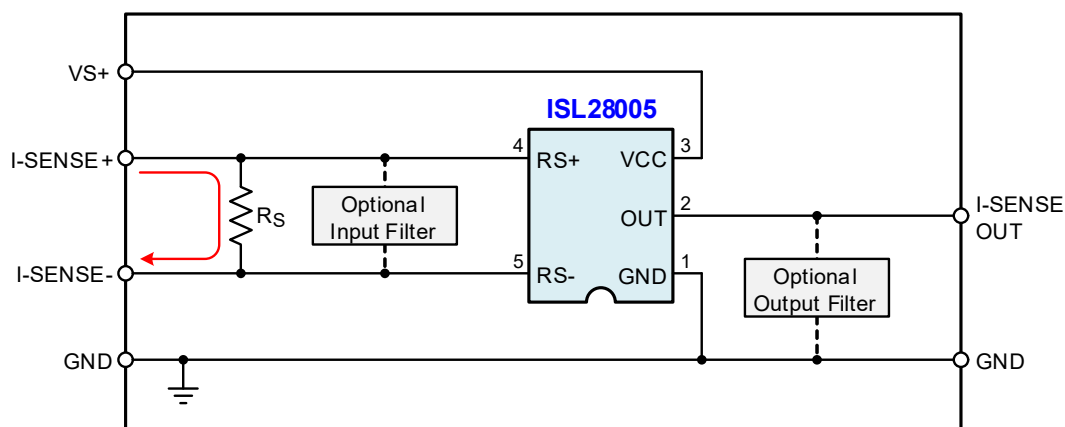 VS+
ISL28005
I-SENSE+
4
RS+
VCC
3
Optional
Input Filter
RS
OUT
2
I-SENSE
OUT
I-SENSE-
5
RS-
GND
1
Optional
Output Filter
GND
GND